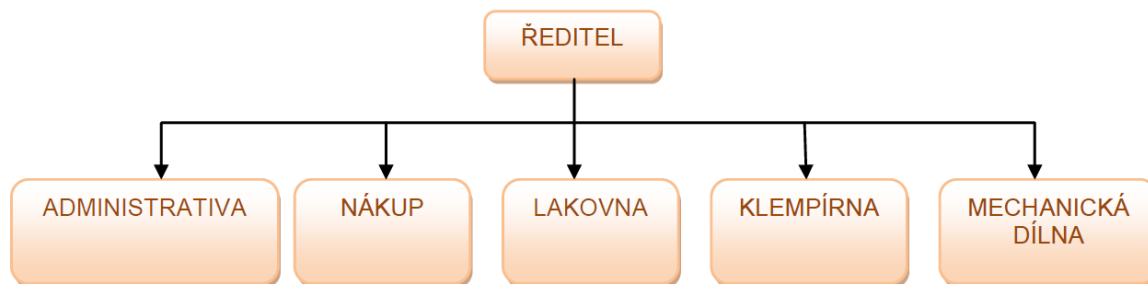 ŘEDITEL
ADMINISTRATIVA
NÁKUP
LAKOVNA
KLEMPÍRNA
MECHANICKÁ
DÍLNA